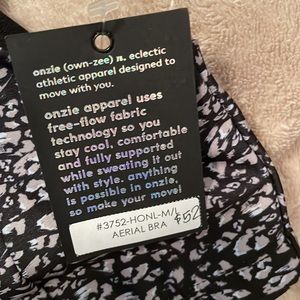 onzie (own-zee) n. eclectic
athletic apparel designed to
move with you.
onzie apparel uses
free-flow fabric
technology so you
stay cool, comfortable
and fully supported
while sweating it out
with style. anything
is possible in onzie,
so make your move!
#3752-HONL-M/L
AERIAL BRA
$52